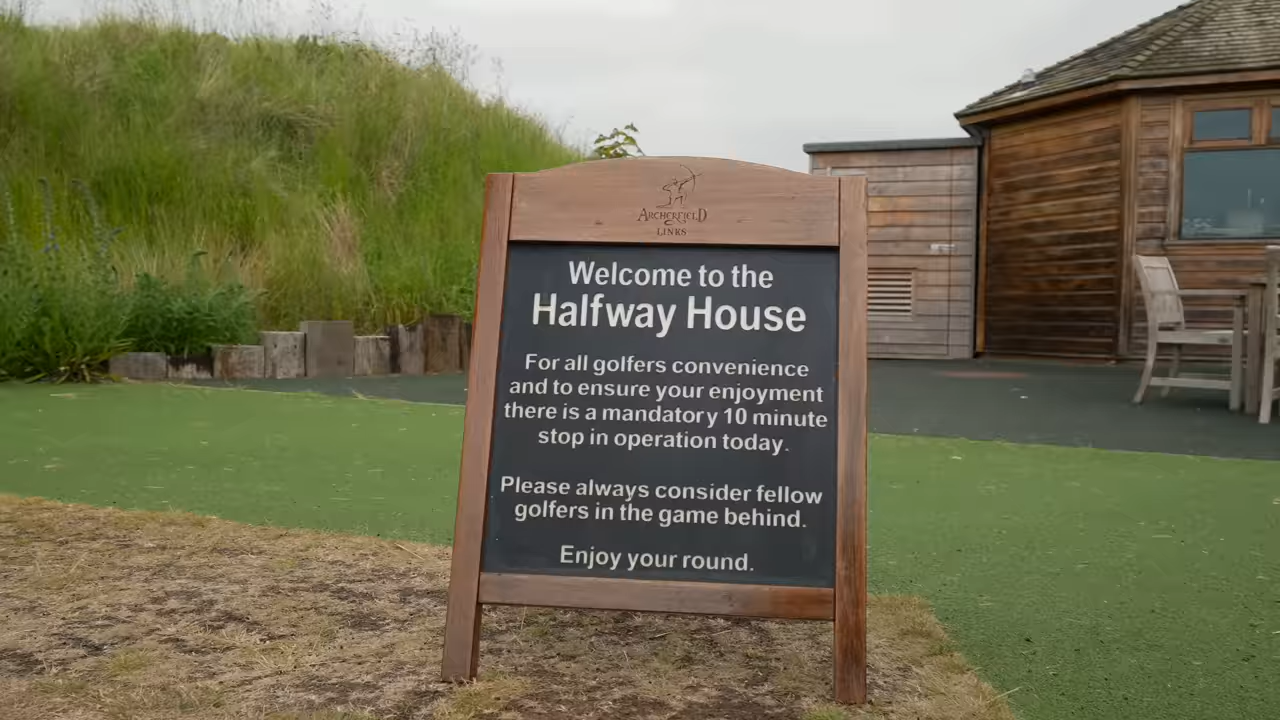 Archerfield
Links
Welcome to the
Halfway House
For all golfers convenience
and to ensure your enjoyment
there is a mandatory 10 minute
stop in operation today.
Please always consider fellow
golfers in the game behind.
Enjoy your round.